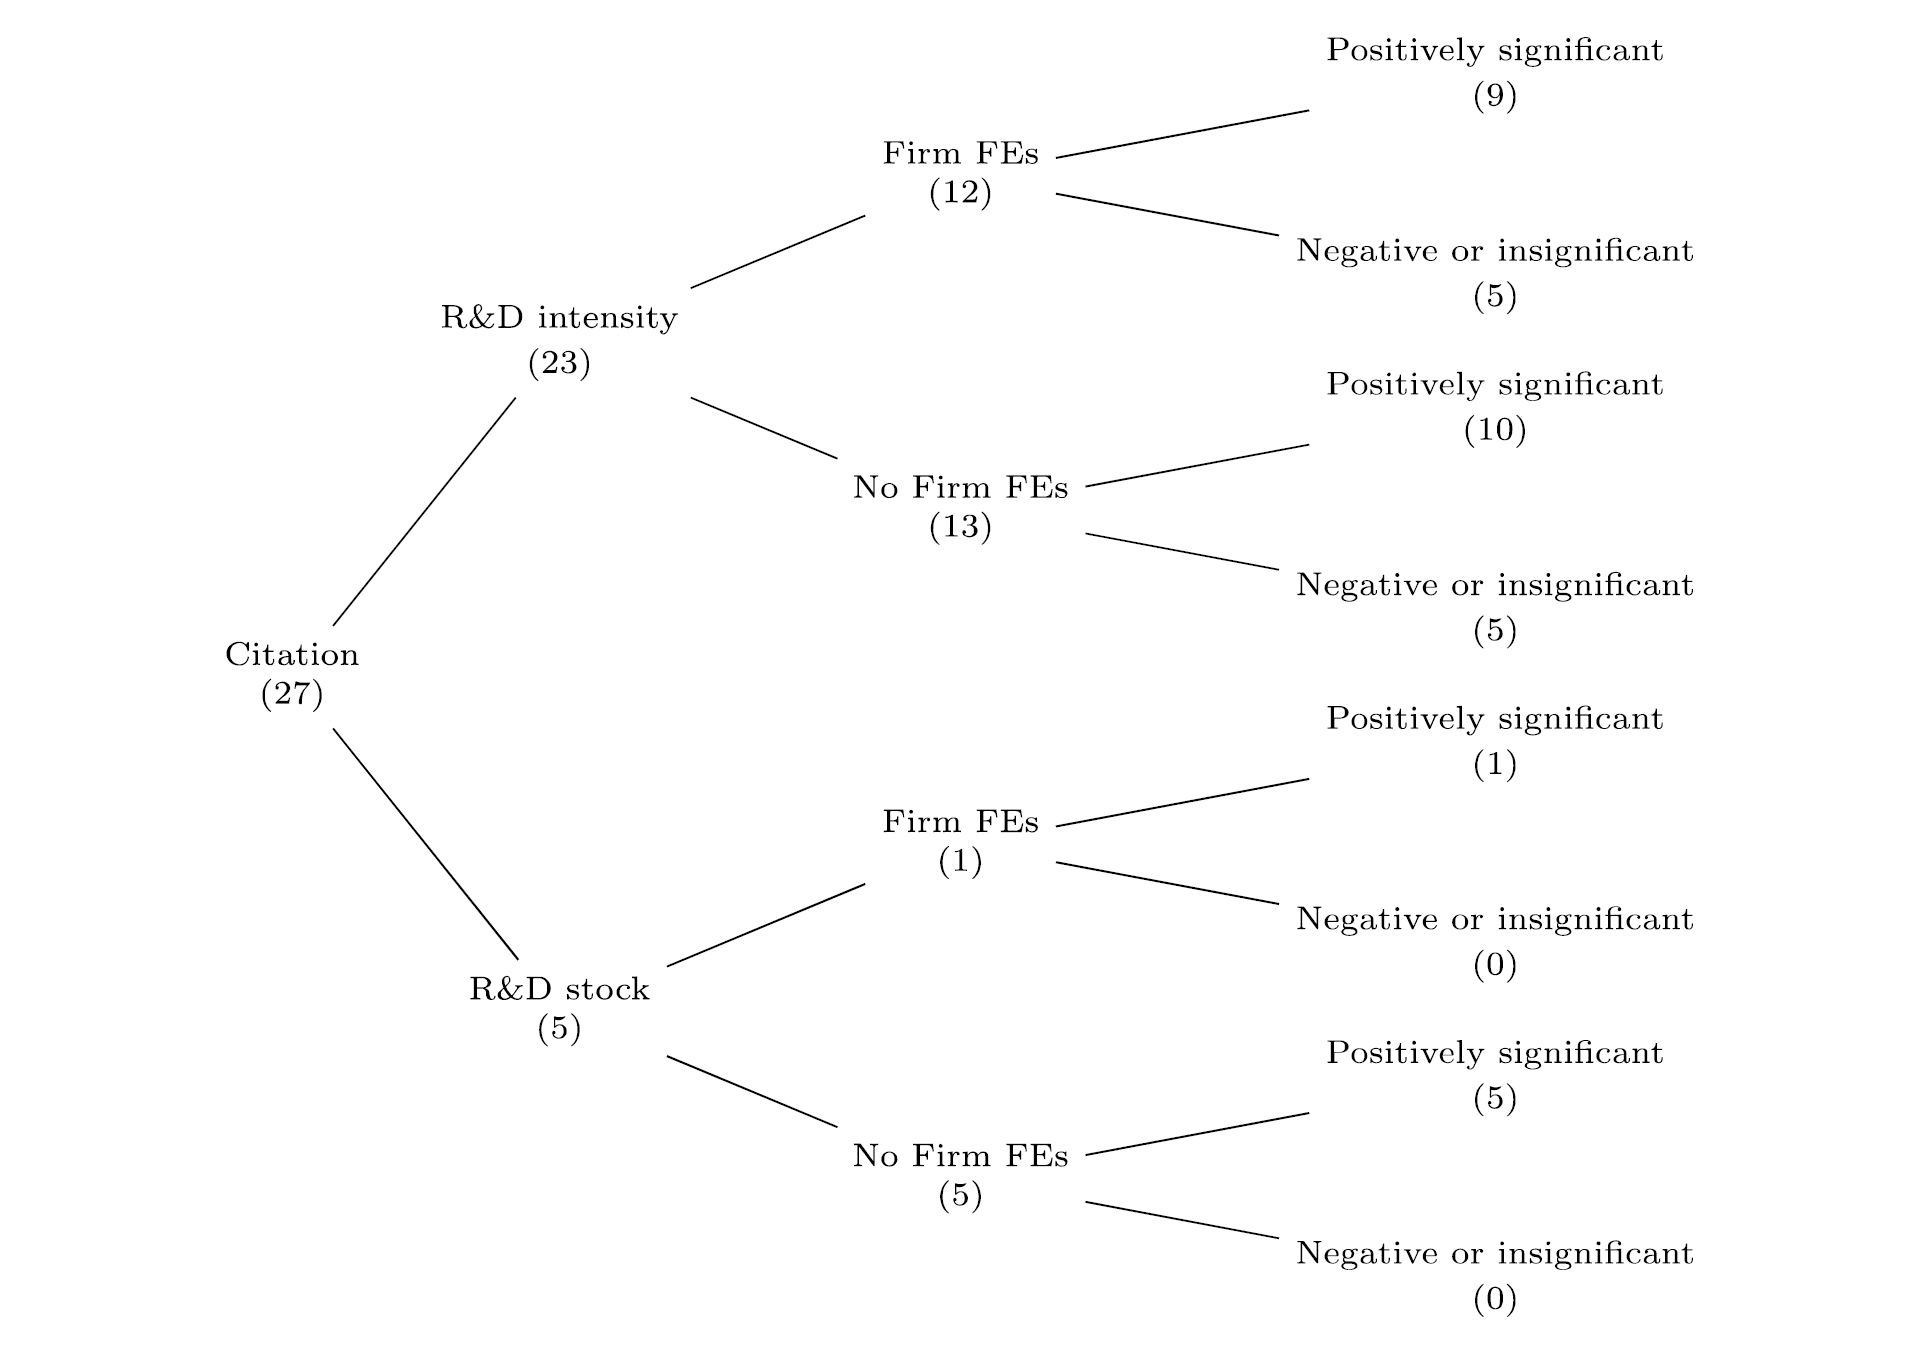 Positively significant
(9)
Firm FEs
(12)
Negative or insignificant
(5)
R&D intensity
(23)
Positively significant
(10)
No Firm FEs
(13)
Negative or insignificant
(5)
Citation
(27)
Positively significant
(1)
Firm FEs
(1)
Negative or insignificant
(0)
R&D stock
(5)
Positively significant
(5)
No Firm FEs
(5)
Negative or insignificant
(0)